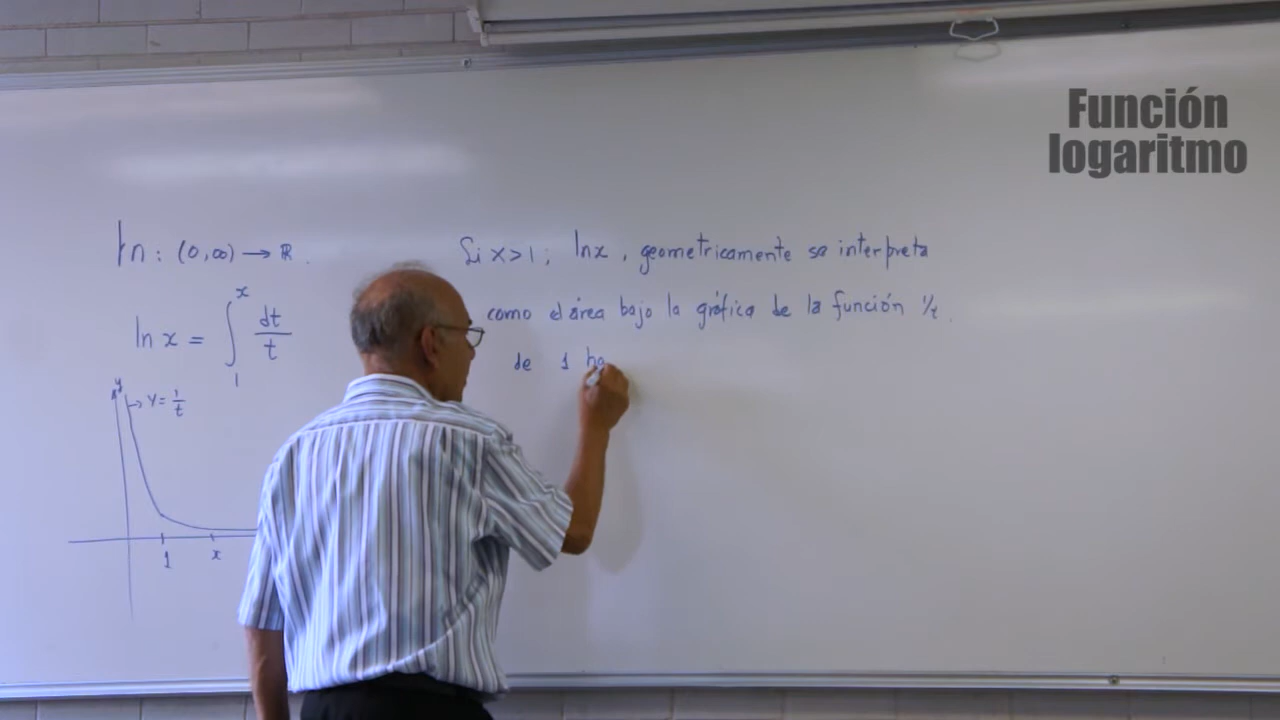 Función
logaritmo
ln : (0,∞) → ℝ.
ln x = ∫₁ˣ dt/t
y
→ Y = 1/t
1 x
Si x>1; lnx, geometricamente se interpreta
como el área bajo la gráfica de la función 1/t.
de 1 ha